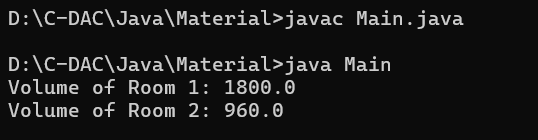 D:\C-DAC\Java\Material>javac Main.java
D:\C-DAC\Java\Material>java Main
Volume of Room 1: 1800.0
Volume of Room 2: 960.0